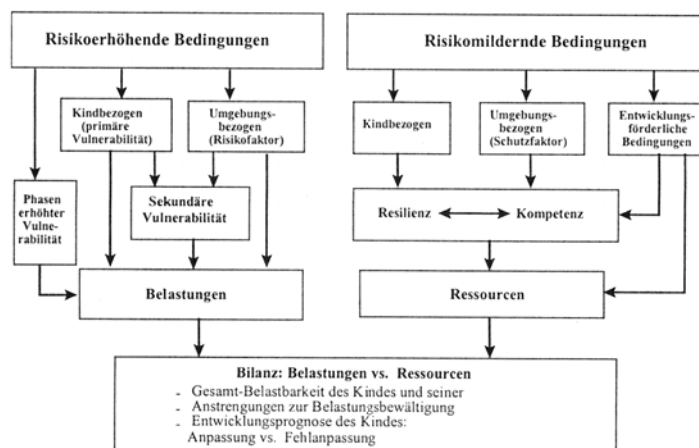 Risikoerhöhende Bedingungen
Kindbezogen
(primäre
Vulnerabilität)
Umgebungs-
bezogen
(Risikofaktor)
Phasen
erhöhter
Vulne-
rabilität
Sekundäre
Vulnerabilität
Belastungen
Risikomildernde Bedingungen
Kindbezogen
Umgebungs-
bezogen
(Schutzfaktor)
Entwicklungs-
förderliche
Bedingungen
Resilienz Kompetenz
Ressourcen
Bilanz: Belastungen vs. Ressourcen
- Gesamt-Belastbarkeit des Kindes und seiner
- Anstrengungen zur Belastungsbewältigung
- Entwicklungsprognose des Kindes:
Anpassung vs. Fehlanpassung